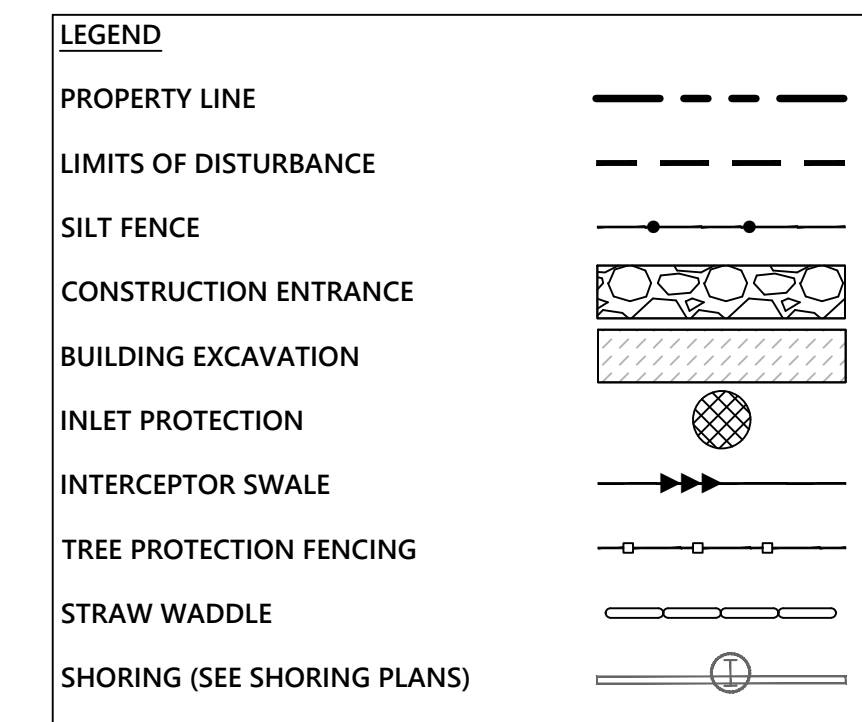 LEGEND
PROPERTY LINE
LIMITS OF DISTURBANCE
SILT FENCE
CONSTRUCTION ENTRANCE
BUILDING EXCAVATION
INLET PROTECTION
INTERCEPTOR SWALE
TREE PROTECTION FENCING
STRAW WADDLE
SHORING (SEE SHORING PLANS)